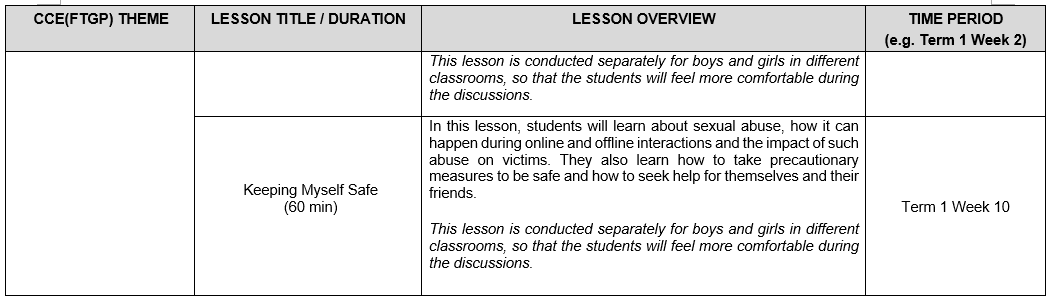 CCE(FTGP) THEME
LESSON TITLE / DURATION
LESSON OVERVIEW
TIME PERIOD
(e.g. Term 1 Week 2)
This lesson is conducted separately for boys and girls in different
classrooms, so that the students will feel more comfortable during
the discussions.
Keeping Myself Safe
(60 min)
In this lesson, students will learn about sexual abuse, how it can
happen during online and offline interactions and the impact of such
abuse on victims. They also learn how to take precautionary
measures to be safe and how to seek help for themselves and their
friends.
This lesson is conducted separately for boys and girls in different
classrooms, so that the students will feel more comfortable during
the discussions.
Term 1 Week 10